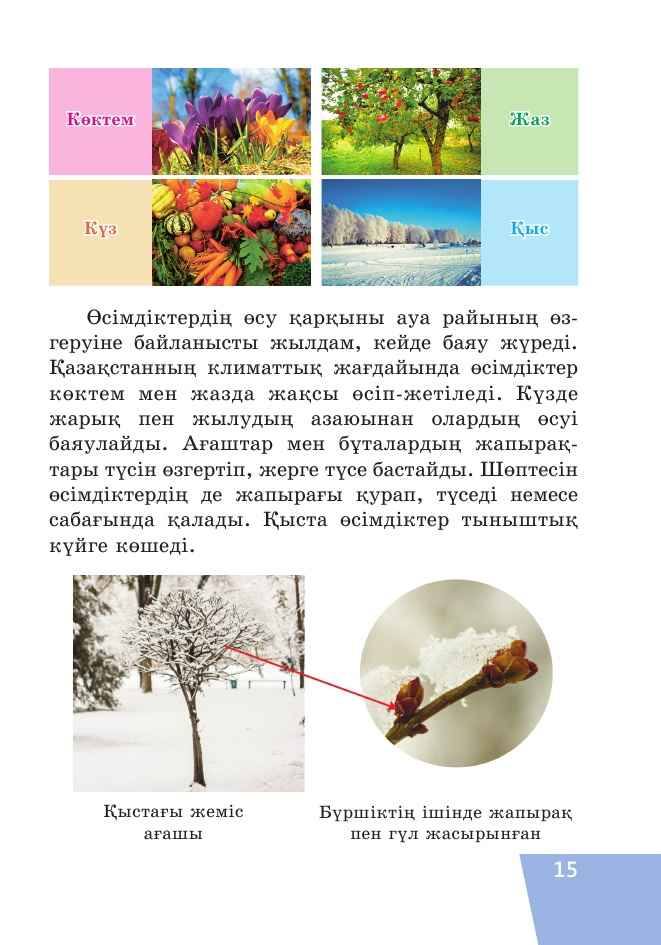 Көктем
Жаз
Күз
Қыс
Өсімдіктердің өсу қарқыны ауа райының өз-
геруіне байланысты жылдам, кейде баяу жүреді.
Қазақстанның климаттық жағдайында өсімдіктер
көктем мен жазда жақсы өсіп-жетіледі. Күзде
жарық пен жылудың азаюынан олардың өсуі
баяулайды. Ағаштар мен бұталардың жапырақ-
тары түсін өзгертіп, жерге түсе бастайды. Шөптесін
өсімдіктердің де жапырағы қурап, түседі немесе
сабағында қалады. Қыста өсімдіктер тыныштық
күйге көшеді.
Қыстағы жеміс
ағашы
Бүршіктің ішінде жапырақ
пен гүл жасырынған
15